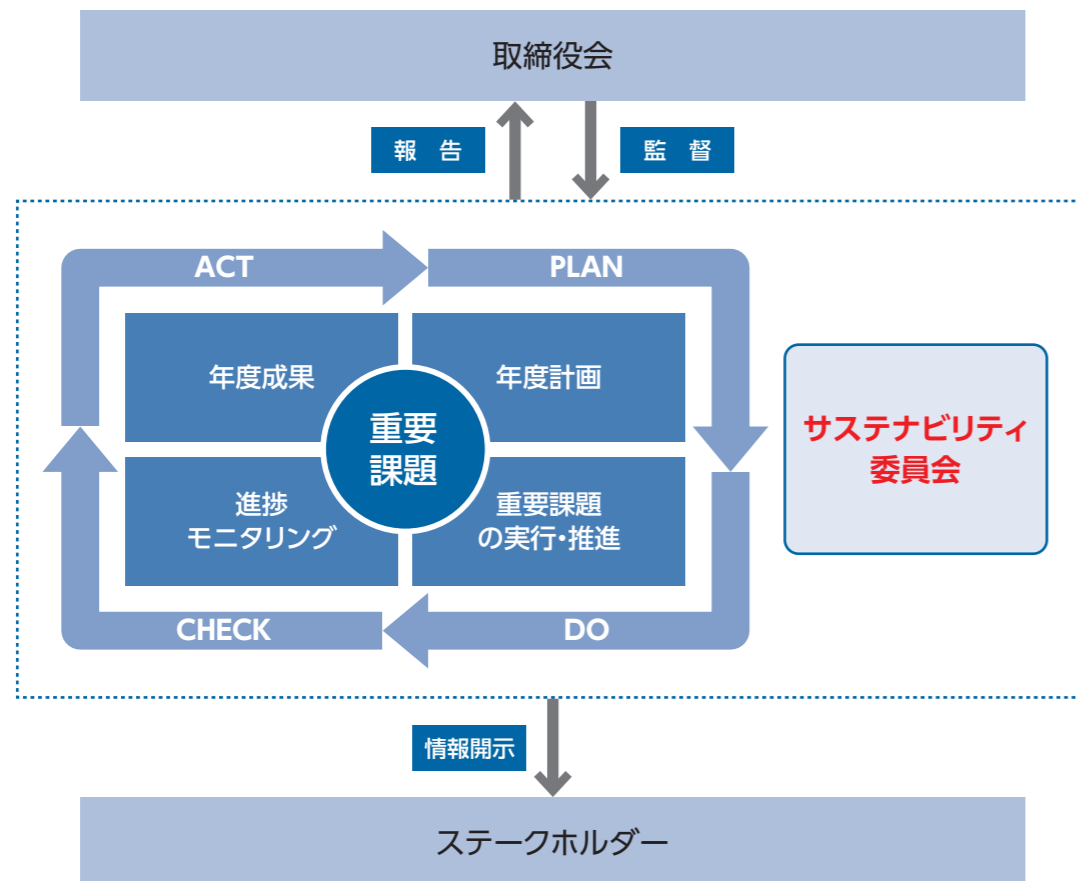 取締役会
報 告
監 督
ACT
PLAN
年度成果
年度計画
重要
課題
進捗
モニタリング
重要課題
の実行・推進
サステナビリティ
委員会
CHECK
DO
情報開示
ステークホルダー